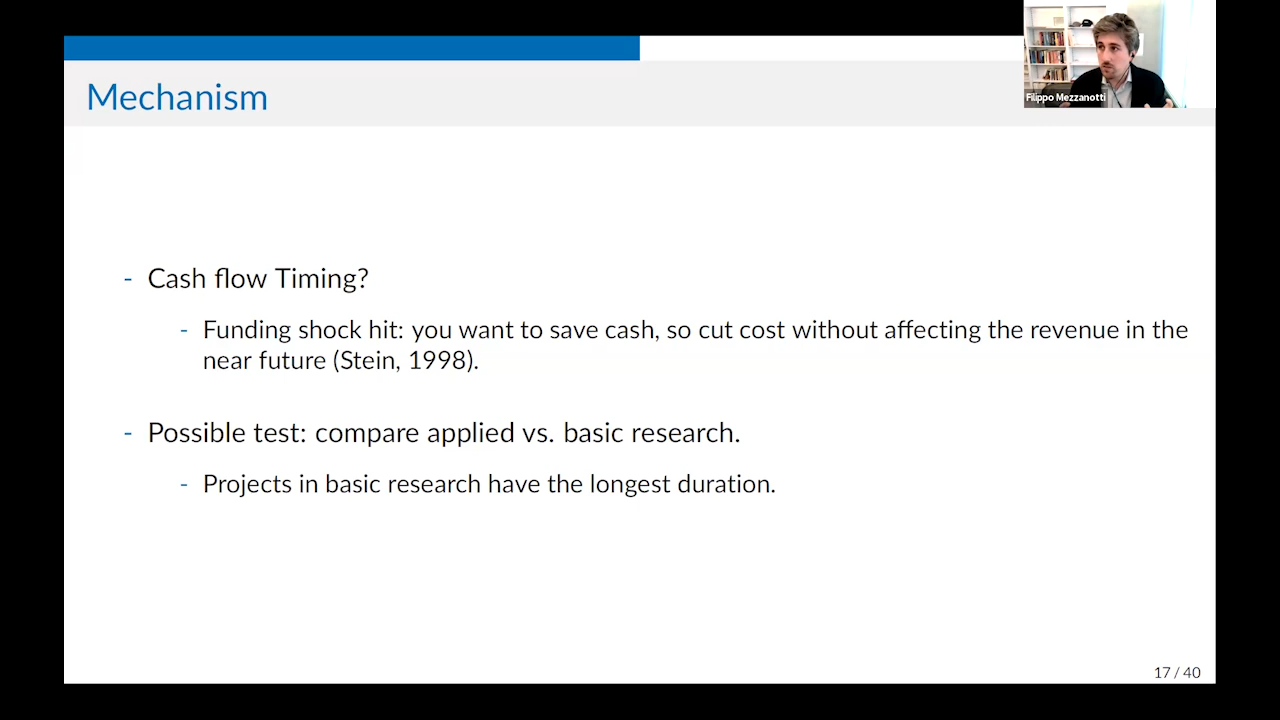 Mechanism
Filippo Mezzanotti
- Cash flow Timing?
- Funding shock hit: you want to save cash, so cut cost without affecting the revenue in the
near future (Stein, 1998).
- Possible test: compare applied vs. basic research.
- Projects in basic research have the longest duration.
17 / 40